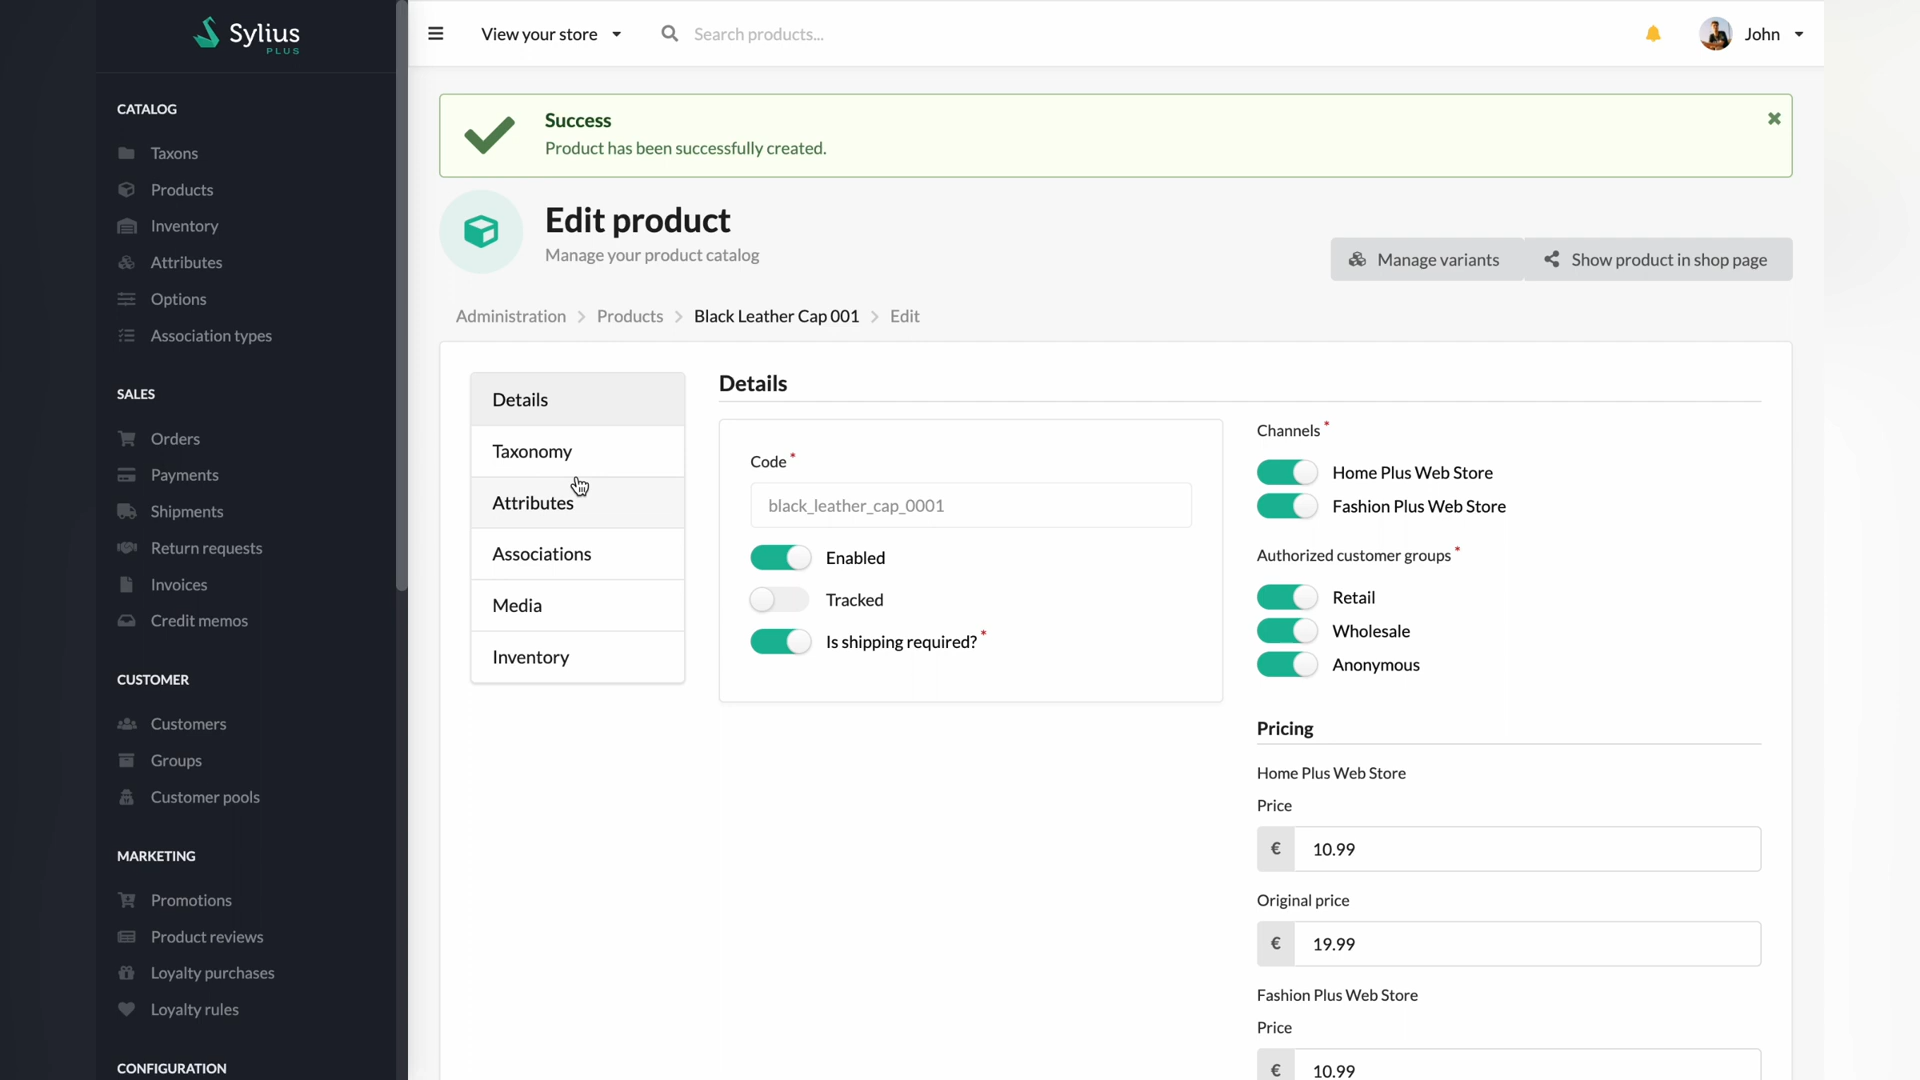 Sylius
PLUS
View your store
Search products...
John
CATALOG
Taxons
Products
Inventory
Attributes
Options
Association types
SALES
Orders
Payments
Shipments
Return requests
Invoices
Credit memos
CUSTOMER
Customers
Groups
Customer pools
MARKETING
Promotions
Product reviews
Loyalty purchases
Loyalty rules
CONFIGURATION
Success
Product has been successfully created.
Edit product
Manage your product catalog
Manage variants
Show product in shop page
Administration > Products > Black Leather Cap 001 > Edit
Details
Taxonomy
Attributes
Associations
Media
Inventory
Details
Code *
black_leather_cap_0001
Enabled
Tracked
Is shipping required? *
Channels *
Home Plus Web Store
Fashion Plus Web Store
Authorized customer groups *
Retail
Wholesale
Anonymous
Pricing
Home Plus Web Store
Price
€ 10.99
Original price
€ 19.99
Fashion Plus Web Store
Price
€ 10.99